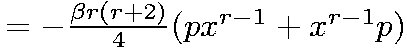 $= -\frac{\beta r(r+2)}{4}(px^{r-1} + x^{r-1}p)$